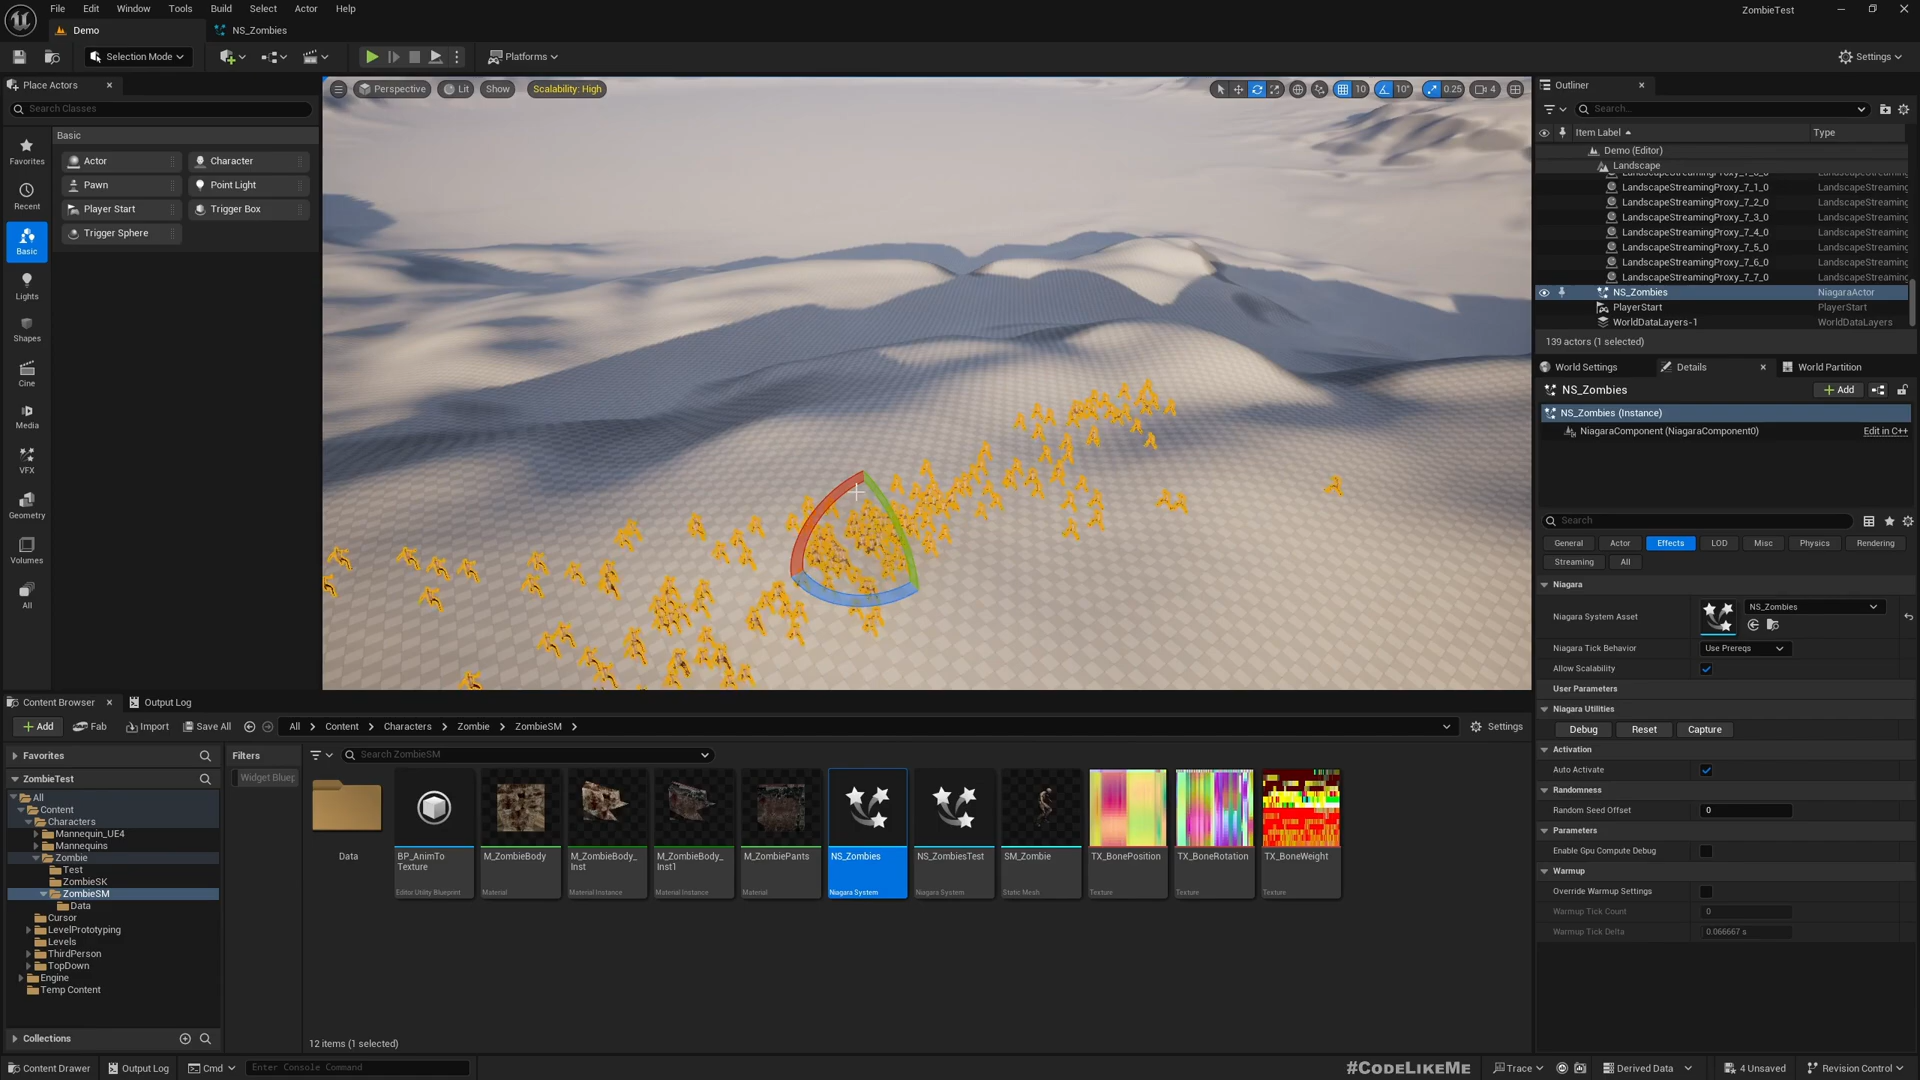 File Edit Window Tools Build Select Actor Help
ZombieTest
Demo
NS_Zombies
Selection Mode
Platforms
Settings
Place Actors
Search Classes
Basic
Favorites
Recent
Basic
Lights
Shapes
Cine
Media
VFX
Geometry
Volumes
All
Actor
Character
Pawn
Point Light
Player Start
Trigger Box
Trigger Sphere
Perspective
Lit
Show
Scalability: High
10
10°
0.25
4
Outliner
Search...
Item Label
Type
Demo (Editor)
Landscape
LandscapeStreamingProxy_7_1_0 LandscapeStreaming
LandscapeStreamingProxy_7_2_0 LandscapeStreaming
LandscapeStreamingProxy_7_3_0 LandscapeStreaming
LandscapeStreamingProxy_7_4_0 LandscapeStreaming
LandscapeStreamingProxy_7_5_0 LandscapeStreaming
LandscapeStreamingProxy_7_6_0 LandscapeStreaming
LandscapeStreamingProxy_7_7_0 LandscapeStreaming
NS_Zombies NiagaraActor
PlayerStart PlayerStart
WorldDataLayers-1 WorldDataLayers
139 actors (1 selected)
World Settings
Details
World Partition
NS_Zombies
Add
NS_Zombies (Instance)
NiagaraComponent (NiagaraComponent0)
Edit in C++
Search
General
Actor
Effects
LOD
Misc
Physics
Rendering
Streaming
All
Niagara
Niagara System Asset
NS_Zombies
Niagara Tick Behavior
Use Prereqs
Allow Scalability
User Parameters
Niagara Utilities
Debug
Reset
Capture
Activation
Auto Activate
Randomness
Random Seed Offset
0
Parameters
Enable Gpu Compute Debug
Warmup
Override Warmup Settings
Warmup Tick Count
0
Warmup Tick Delta
0.066667 s
Content Browser
Output Log
Add
Fab
Import
Save All
All
Content
Characters
Zombie
ZombieSM
Settings
Favorites
ZombieTest
All
Content
Characters
Mannequin_UE4
Mannequins
Zombie
Test
ZombieSK
ZombieSM
Data
Cursor
LevelPrototyping
Levels
ThirdPerson
TopDown
Engine
Temp Content
Collections
Filters
Widget Bluep
Search ZombieSM
Data
BP_AnimTo
Texture
Editor Utility Blueprint
M_ZombieBody
Material
M_ZombieBody_
Inst
Material Instance
M_ZombieBody_
Inst1
Material Instance
M_ZombiePants
Material
NS_Zombies
Niagara System
NS_ZombiesTest
Niagara System
SM_Zombie
Static Mesh
TX_BonePosition
Texture
TX_BoneRotation
Texture
TX_BoneWeight
Texture
12 items (1 selected)
Content Drawer
Output Log
Cmd
Enter Console Command
#CODELIKEME
Trace
Derived Data
4 Unsaved
Revision Control